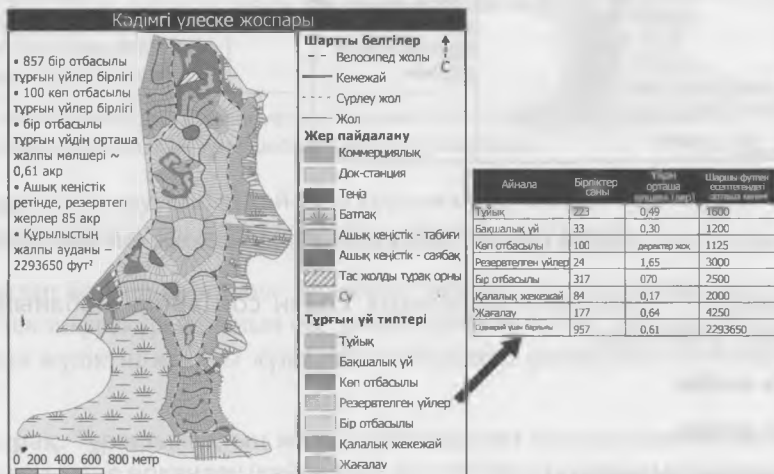 Кәдімгі үлеске жоспары
• 857 бір отбасылы
тұрғын үйлер бірлігі
• 100 көп отбасылы
тұрғын үйлер бірлігі
• бір отбасылы
тұрғын үйдің орташа
жалпы мөлшері ~
0,61 акр
• Ашық кеңістік
ретінде, резервтегі
жерлер 85 акр
• Құрылыстың
жалпы ауданы –
2293650 фут²
0 200 400 600 800 метр
Шартты белгілер
С
Велосипед жолы
Кемежай
Сүрлеу жол
Жол
Жер пайдалану
Коммерциялық
Док-станция
Теңіз
Батпақ
Ашық кеңістік - табиғи
Ашық кеңістік - саябақ
Тас жолды тұрақ орны
Су
Тұрғын үй типтері
Тұйық
Бақшалық үй
Көп отбасылы
Резервтелген үйлер
Бір отбасылы
Қалалық жекежай
Жағалау
Айнала Бірліктер саны орташа Шаршы футпен есептегендегі
Тұйық 223 0,49 1600
Бақшалық үй 33 0,30 1200
Көп отбасылы 100 деректер жоқ 1125
Резервтелген үйлер 24 1,65 3000
Бір отбасылы 317 070 2500
Қалалық жекежай 84 0,17 2000
Жағалау 177 0,64 4250
Сценарий үшін барлығы 957 0,61 2293650